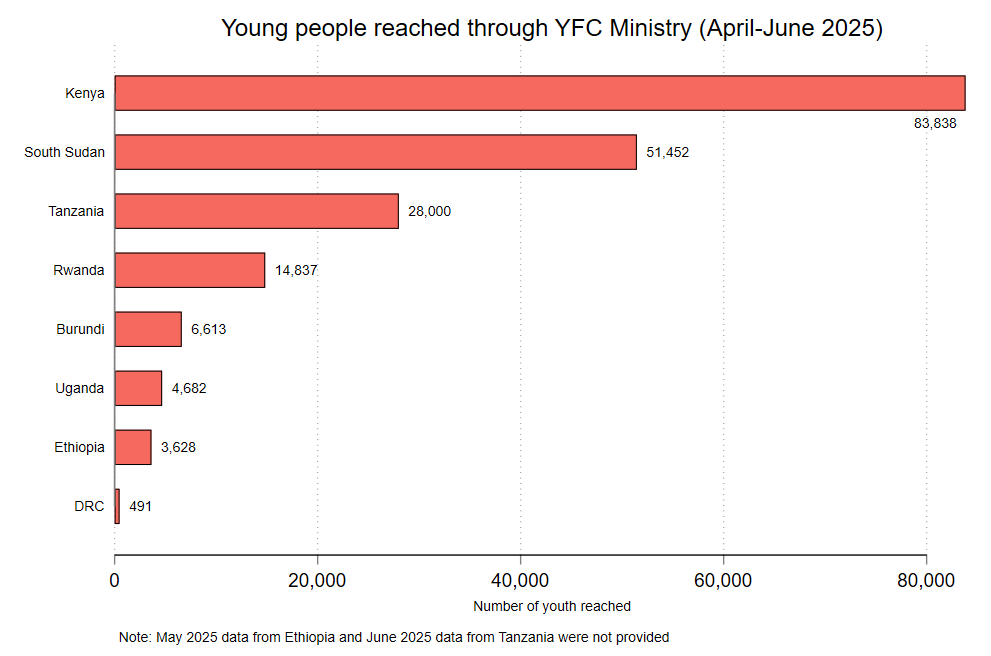 Young people reached through YFC Ministry (April-June 2025)
Kenya
83,838
South Sudan
51,452
Tanzania
28,000
Rwanda
14,837
Burundi
6,613
Uganda
4,682
Ethiopia
3,628
DRC
491
0
20,000
40,000
60,000
80,000
Number of youth reached
Note: May 2025 data from Ethiopia and June 2025 data from Tanzania were not provided